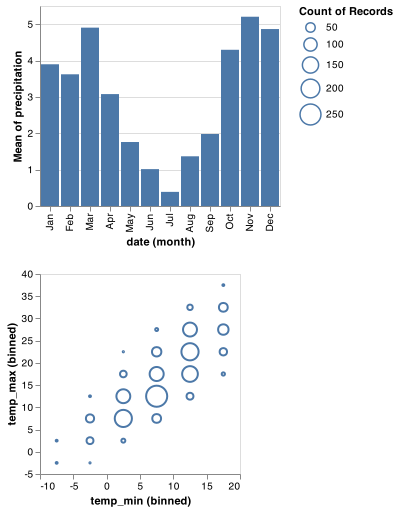 Count of Records
50
100
150
200
250
Mean of precipitation
5
4
3
2
1
0
Jan
Feb
Mar
Apr
May
Jun
Jul
Aug
Sep
Oct
Nov
Dec
date (month)
temp_max (binned)
40
35
30
25
20
15
10
5
0
-5
-10
-5
0
5
10
15
20
temp_min (binned)